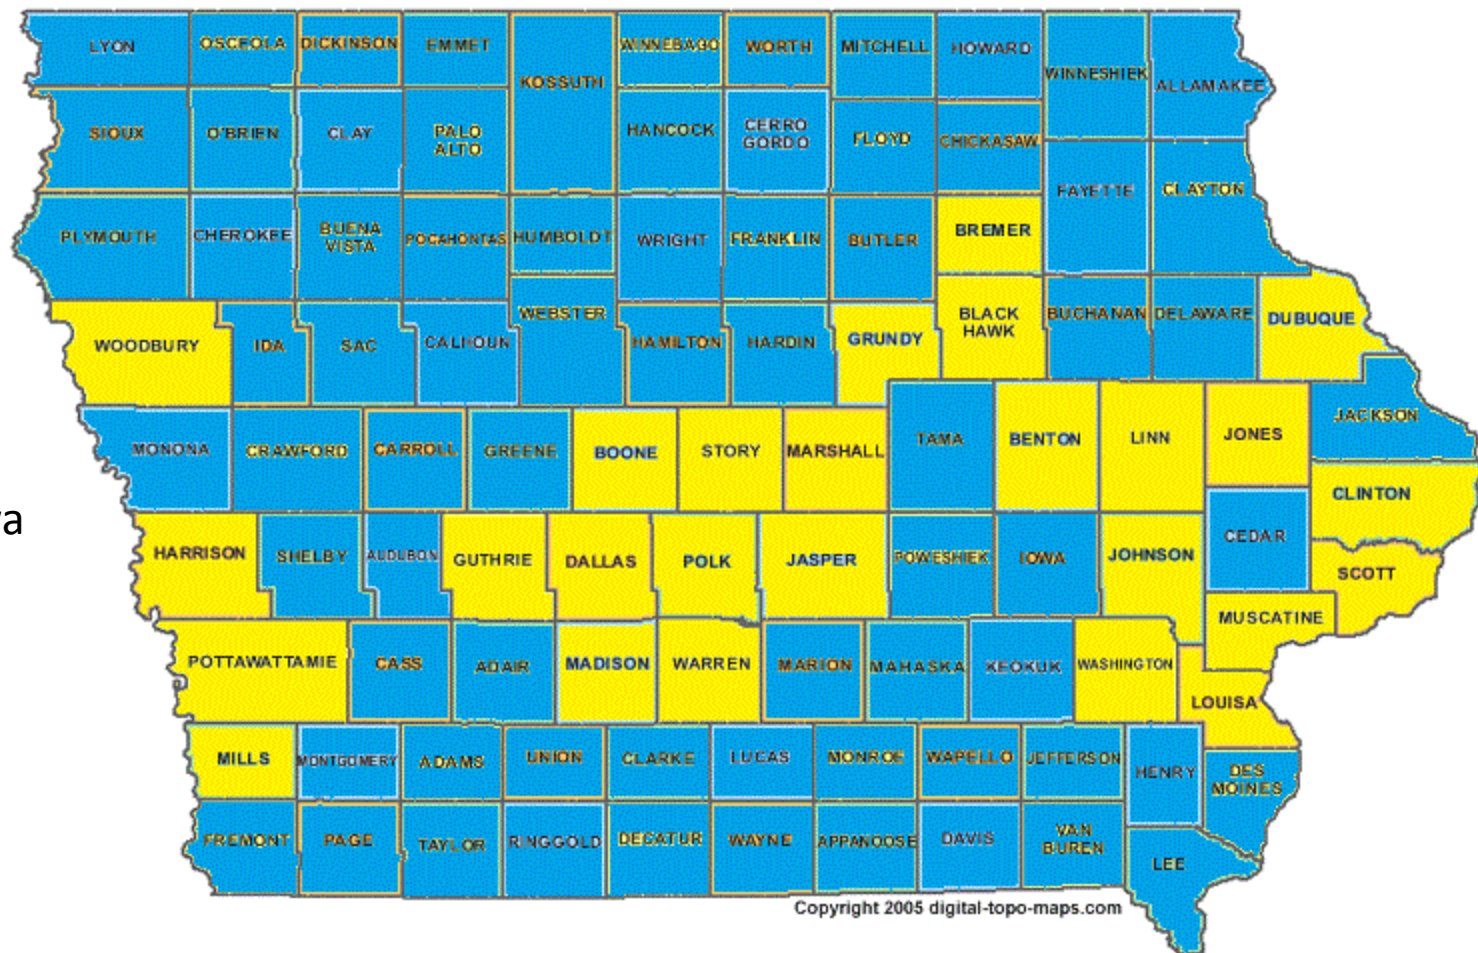 LYON
OSCEOLA
DICKINSON
EMMET
KOSSUTH
WINNEBAGO
WORTH
MITCHELL
HOWARD
WINNESHIEK
ALLAMAKEE
SIOUX
O'BRIEN
CLAY
PALO
ALTO
HANCOCK
CERRO
GORDO
FLOYD
CHICKASAW
FAYETTE
CLAYTON
PLYMOUTH
CHEROKEE
BUENA
VISTA
POCAHONTAS
HUMBOLDT
WRIGHT
FRANKLIN
BUTLER
BREMER
WOODBURY
IDA
SAC
CALHOUN
WEBSTER
HAMILTON
HARDIN
GRUNDY
BLACK
HAWK
BUCHANAN
DELAWARE
DUBUQUE
MONONA
CRAWFORD
CARROLL
GREENE
BOONE
STORY
MARSHALL
TAMA
BENTON
LINN
JONES
JACKSON
CLINTON
HARRISON
SHELBY
AUDUBON
GUTHRIE
DALLAS
POLK
JASPER
POWESHIEK
IOWA
JOHNSON
CEDAR
SCOTT
MUSCATINE
POTTAWATTAMIE
CASS
ADAIR
MADISON
WARREN
MARION
MAHASKA
KEOKUK
WASHINGTON
LOUISA
MILLS
MONTGOMERY
ADAMS
UNION
CLARKE
LUCAS
MONROE
WAPELLO
JEFFERSON
HENRY
DES
MOINES
FREMONT
PAGE
TAYLOR
RINGGOLD
DECATUR
WAYNE
APPANOOSE
DAVIS
VAN
BUREN
LEE
Copyright 2005 digital-topo-maps.com